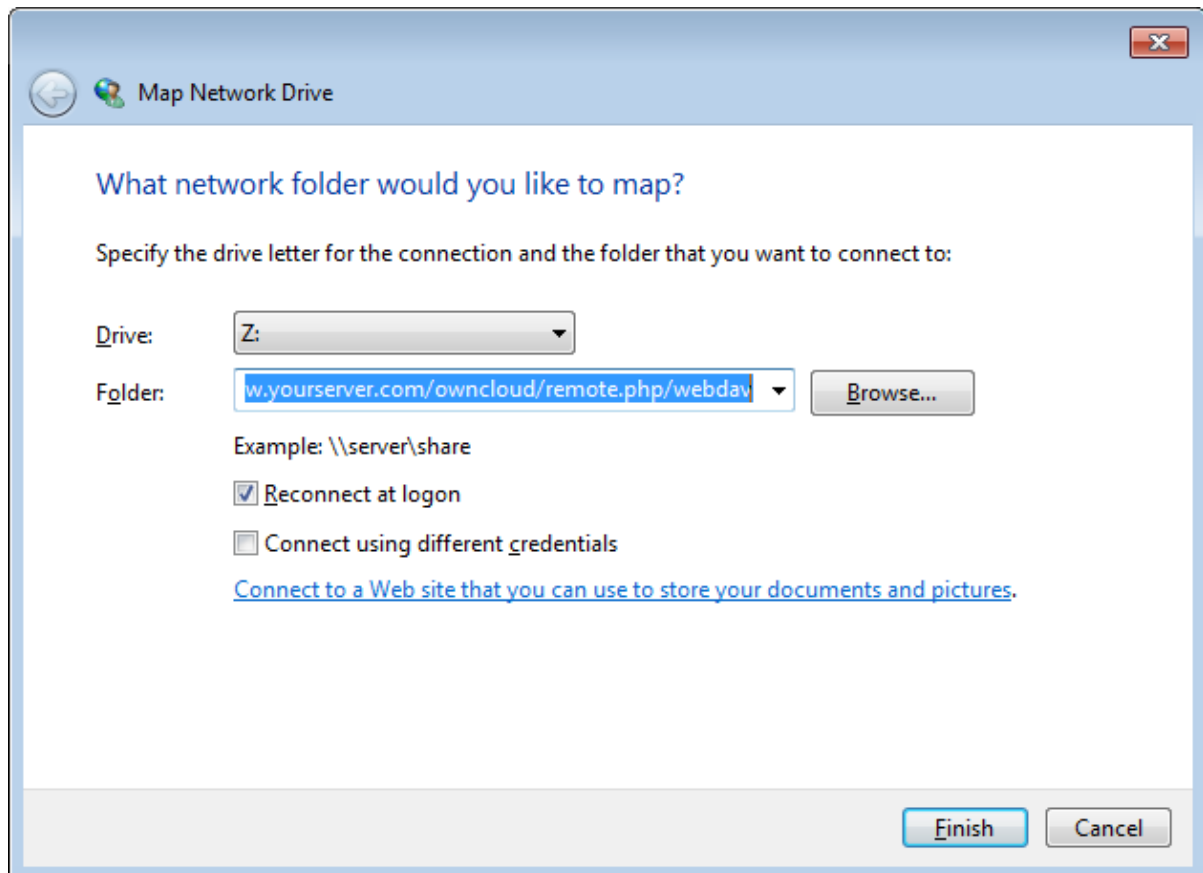 Map Network Drive
What network folder would you like to map?
Specify the drive letter for the connection and the folder that you want to connect to:
Drive: Z:
Folder: w.yourserver.com/owncloud/remote.php/webdav Browse...
Example: \\server\share
Reconnect at logon
Connect using different credentials
Connect to a Web site that you can use to store your documents and pictures.
Finish Cancel